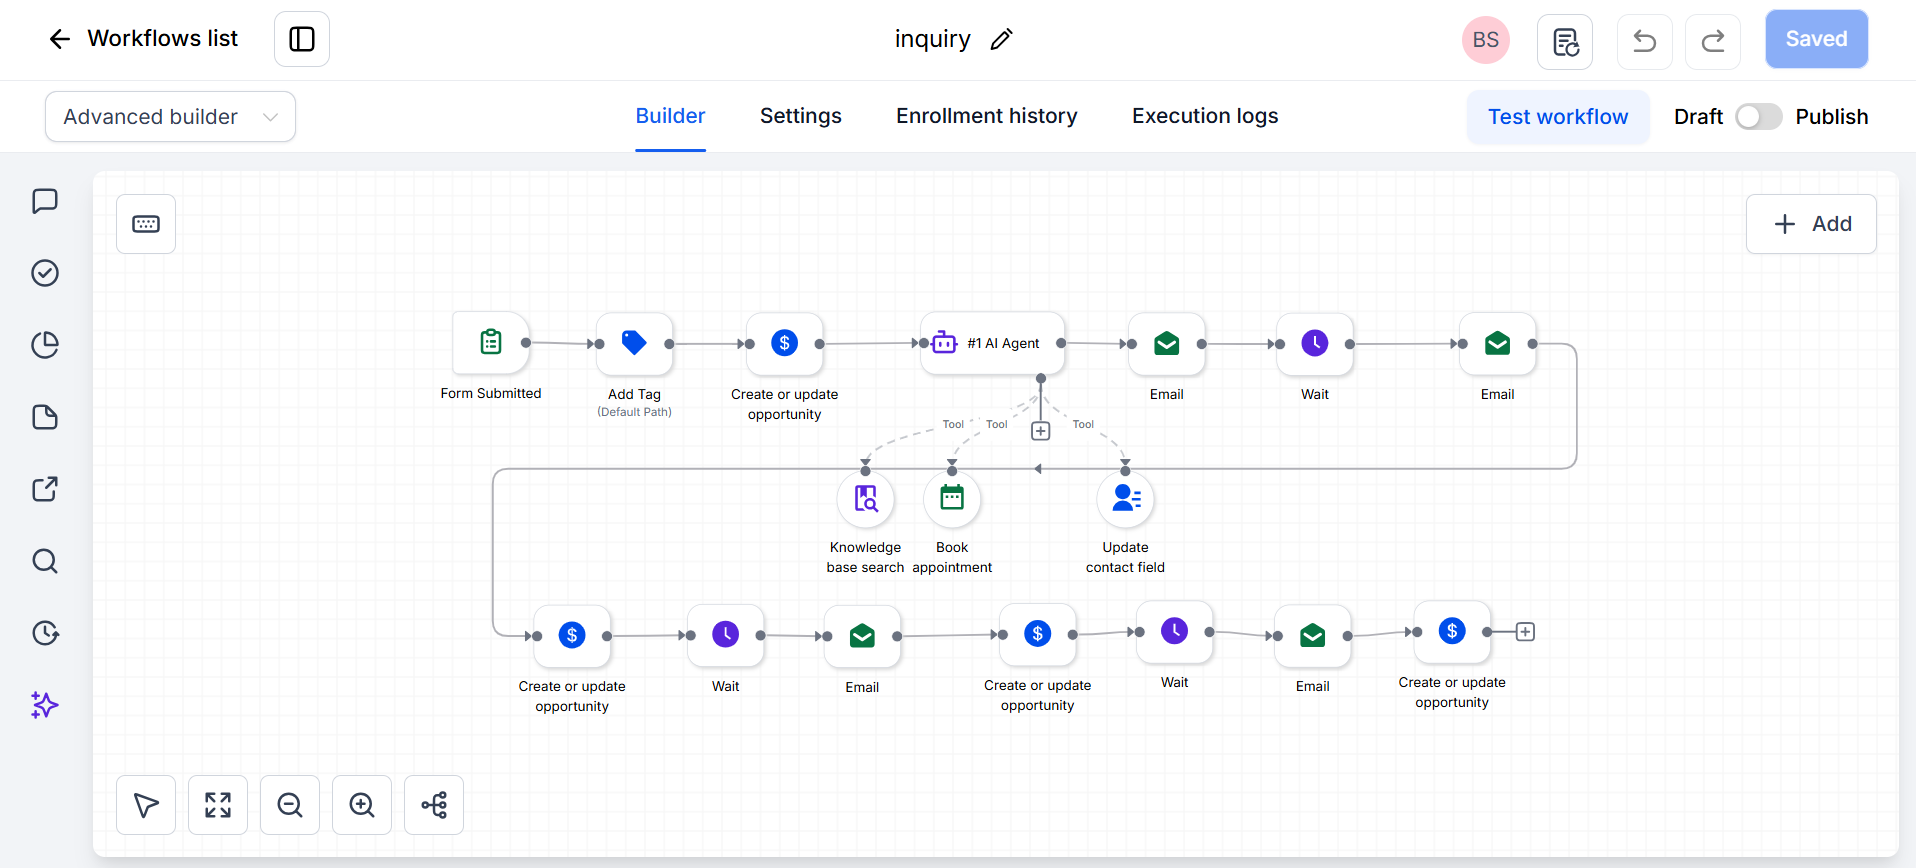 Workflows list
inquiry
BS
Saved
Advanced builder
Builder
Settings
Enrollment history
Execution logs
Test workflow
Draft
Publish
Add
#1 AI Agent
Form Submitted
Add Tag
(Default Path)
Create or update
opportunity
Email
Wait
Email
Tool
Tool
Tool
Knowledge
base search
Book
appointment
Update
contact field
Create or update
opportunity
Wait
Email
Create or update
opportunity
Wait
Email
Create or update
opportunity